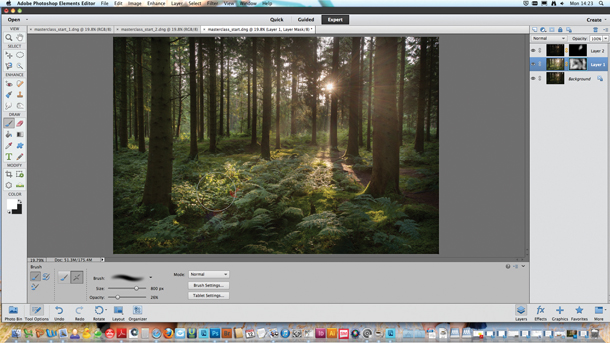 Adobe Photoshop Elements Editor File Edit Image Enhance Layer Select Filter View Window Help Mon 14:23
Open Quick Guided Expert Create
masterclass_start_1.dng @ 19.8% (RGB/8) masterclass_start_2.dng @ 19.8% (RGB/8) masterclass_start.dng @ 19.8% (Layer 1, Layer Mask/8) *
VIEW
SELECT
ENHANCE
DRAW
MODIFY
COLOR
Normal Opacity: 100%
Layer 2
Layer 1
Background
19.79% Doc: 51.3M/175.4M
Brush
Brush:
Size: 800 px
Opacity:
Mode: Normal
Brush Settings...
Tablet Settings...
Photo Bin Tool Options Undo Redo Rotate Layout Organizer Layers Effects Graphics Favorites More